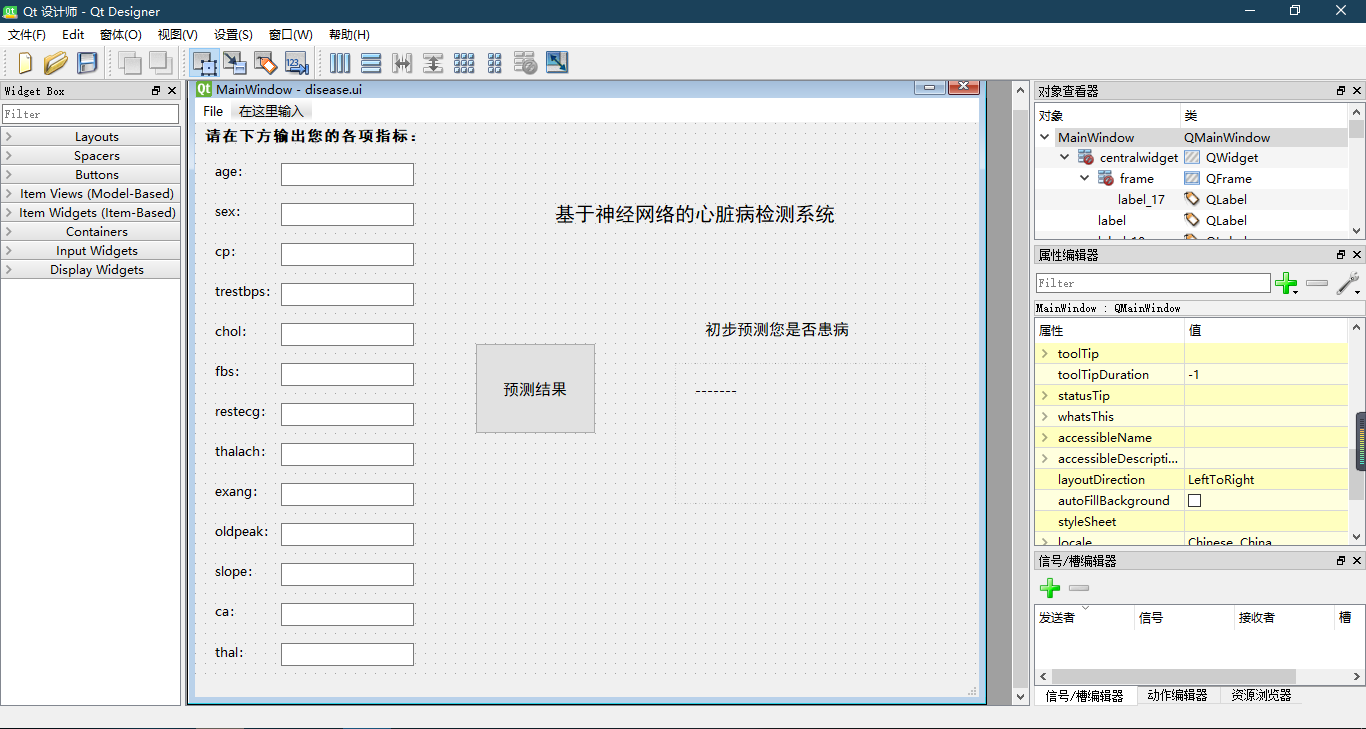 Qt 设计师 - Qt Designer
文件(F) Edit 窗体(O) 视图(V) 设置(S) 窗口(W) 帮助(H)
123
Widget Box
Filter
Layouts
Spacers
Buttons
Item Views (Model-Based)
Item Widgets (Item-Based)
Containers
Input Widgets
Display Widgets
Qt MainWindow - disease.ui
File 在这里输入
请在下方输出您的各项指标：
age:
sex:
cp:
trestbps:
chol:
fbs:
restecg:
thalach:
exang:
oldpeak:
slope:
ca:
thal:
基于神经网络的心脏病检测系统
初步预测您是否患病
预测结果
-------
对象查看器
对象 类
MainWindow QMainWindow
centralwidget QWidget
frame QFrame
label_17 QLabel
label QLabel
属性编辑器
Filter
MainWindow : QMainWindow
属性 值
toolTip
toolTipDuration -1
statusTip
whatsThis
accessibleName
accessibleDescripti...
layoutDirection LeftToRight
autoFillBackground
styleSheet
locale Chinese, China
信号/槽编辑器
发送者 信号 接收者 槽
信号/槽编辑器 动作编辑器 资源浏览器